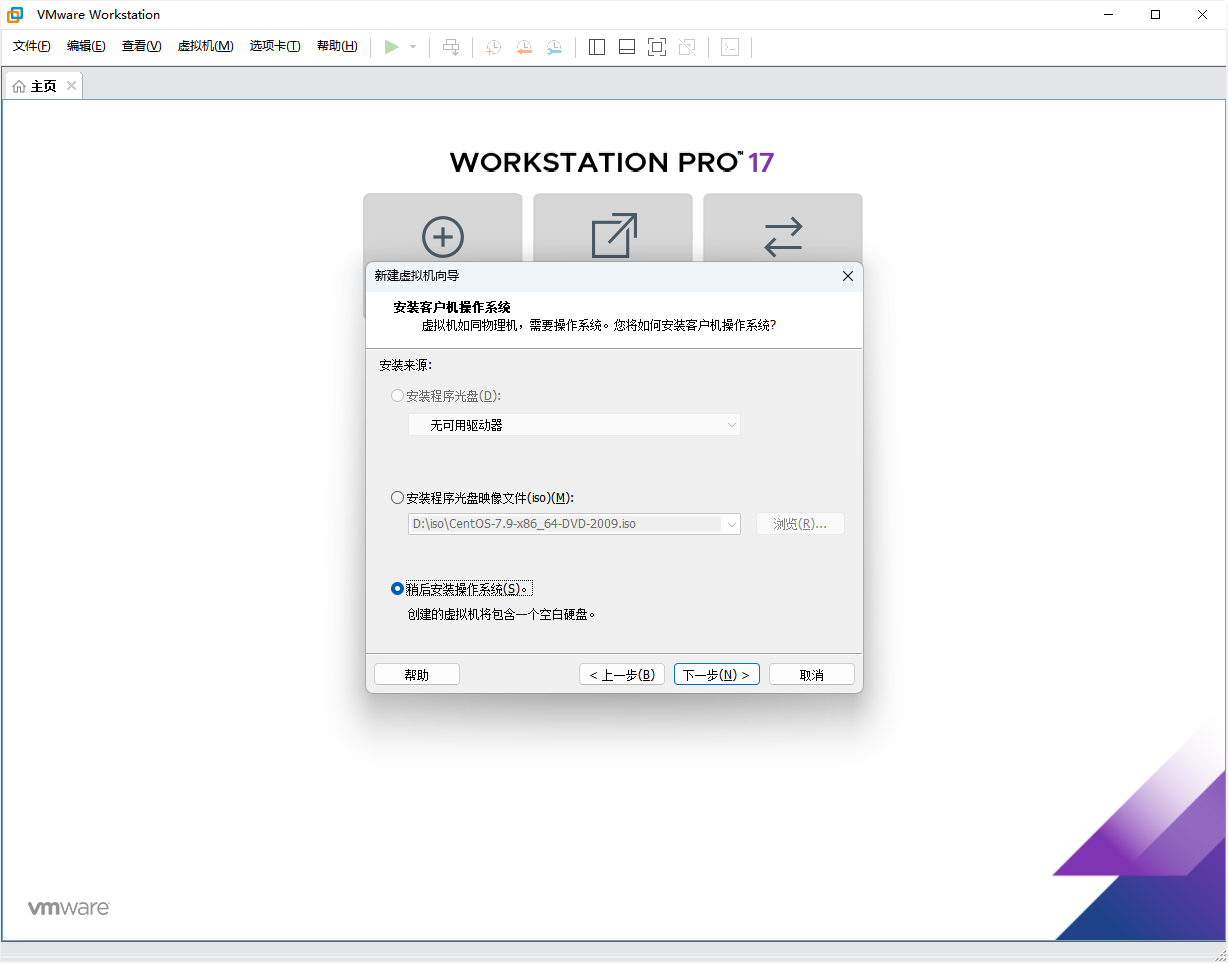 VMware Workstation
文件(F) 编辑(E) 查看(V) 虚拟机(M) 选项卡(T) 帮助(H)
主页
WORKSTATION PRO™ 17
新建虚拟机向导
安装客户机操作系统
虚拟机如同物理机，需要操作系统。您将如何安装客户机操作系统?
安装来源:
安装程序光盘(D):
无可用驱动器
安装程序光盘映像文件(iso)(M):
D:\iso\CentOS-7.9-x86_64-DVD-2009.iso 浏览(R)...
稍后安装操作系统(S)。
创建的虚拟机将包含一个空白硬盘。
帮助 < 上一步(B) 下一步(N) > 取消
vmware